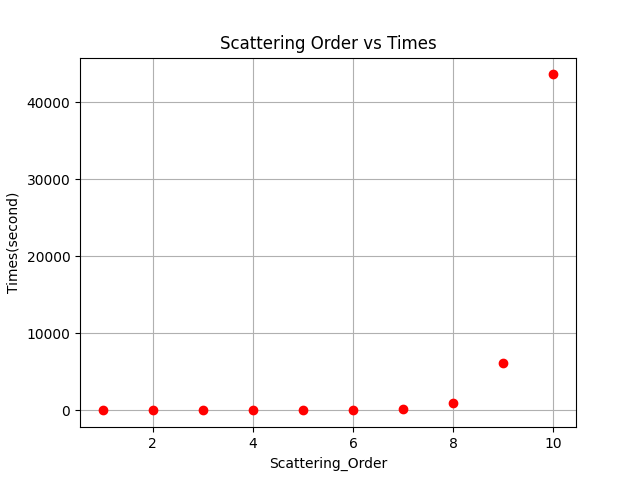 Scattering Order vs Times
40000
30000
20000
10000
0
Times(second)
2 4 6 8 10
Scattering_Order